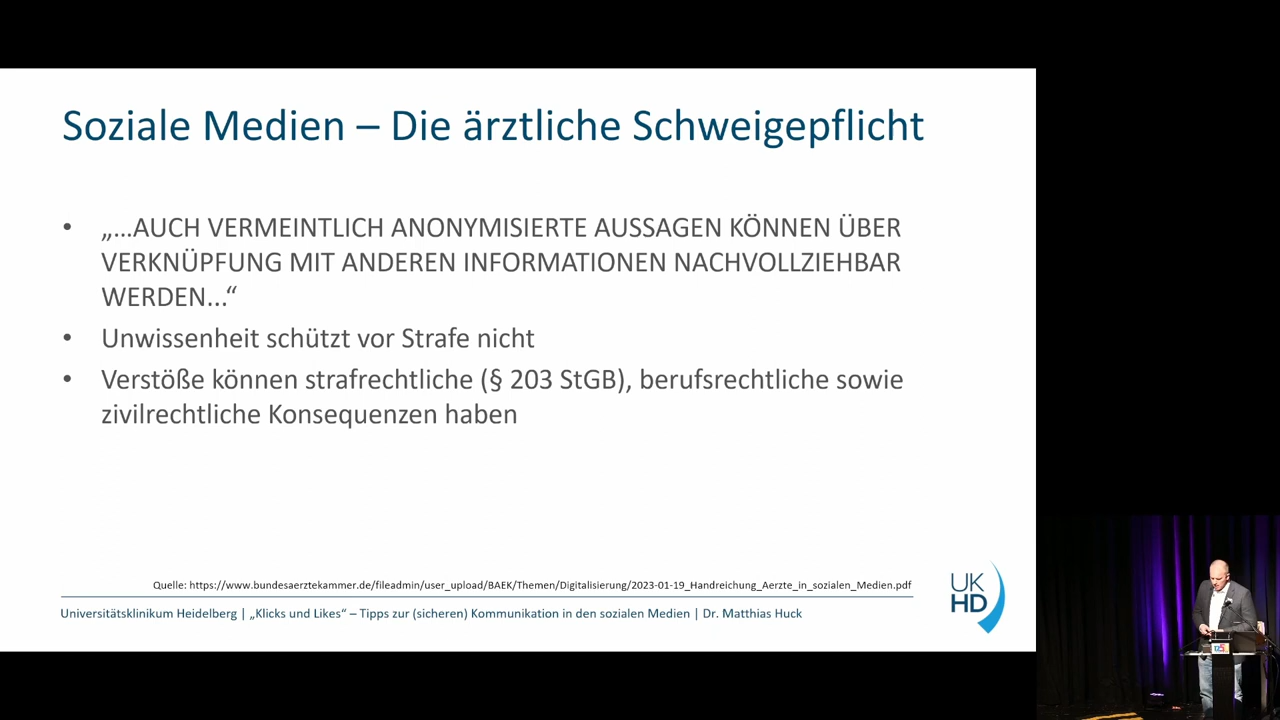 Soziale Medien – Die ärztliche Schweigepflicht
• „...AUCH VERMEINTLICH ANONYMISIERTE AUSSAGEN KÖNNEN ÜBER
VERKNÜPFUNG MIT ANDEREN INFORMATIONEN NACHVOLLZIEHBAR
WERDEN...“
• Unwissenheit schützt vor Strafe nicht
• Verstöße können strafrechtliche (§ 203 StGB), berufsrechtliche sowie
zivilrechtliche Konsequenzen haben
Quelle: https://www.bundesaerztekammer.de/fileadmin/user_upload/BAEK/Themen/Digitalisierung/2023-01-19_Handreichung_Aerzte_in_sozialen_Medien.pdf
Universitätsklinikum Heidelberg | „Klicks und Likes“ – Tipps zur (sicheren) Kommunikation in den sozialen Medien | Dr. Matthias Huck
UK
HD